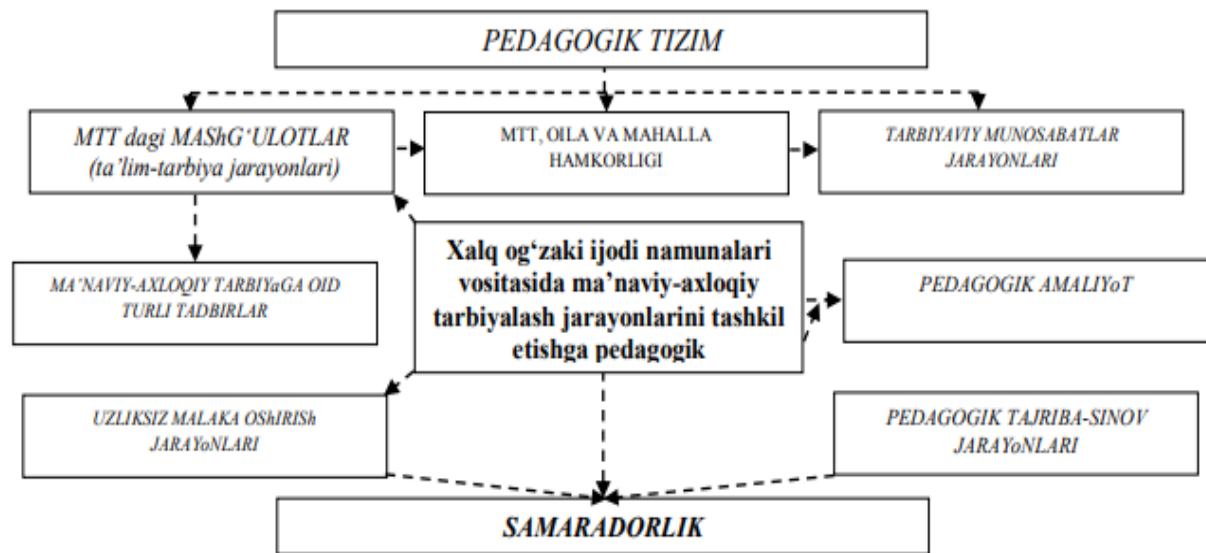 PEDAGOGIK TIZIM
MTT dagi MAShG‘ULOTLAR
(ta’lim-tarbiya jarayonlari)
MTT, OILA VA MAHALLA
HAMKORLIGI
TARBIYAVIY MUNOSABATLAR
JARAYONLARI
Xalq og‘zaki ijodi namunalari
vositasida ma’naviy-axloqiy
tarbiyalash jarayonlarini tashkil
etishga pedagogik
MA’NAVIY-AXLOQIY TARBIYaGA OID
TURLI TADBIRLAR
PEDAGOGIK AMALIYoT
UZLIKSIZ MALAKA OShIRISh
JARAYoNLARI
PEDAGOGIK TAJRIBA-SINOV
JARAYoNLARI
SAMARADORLIK